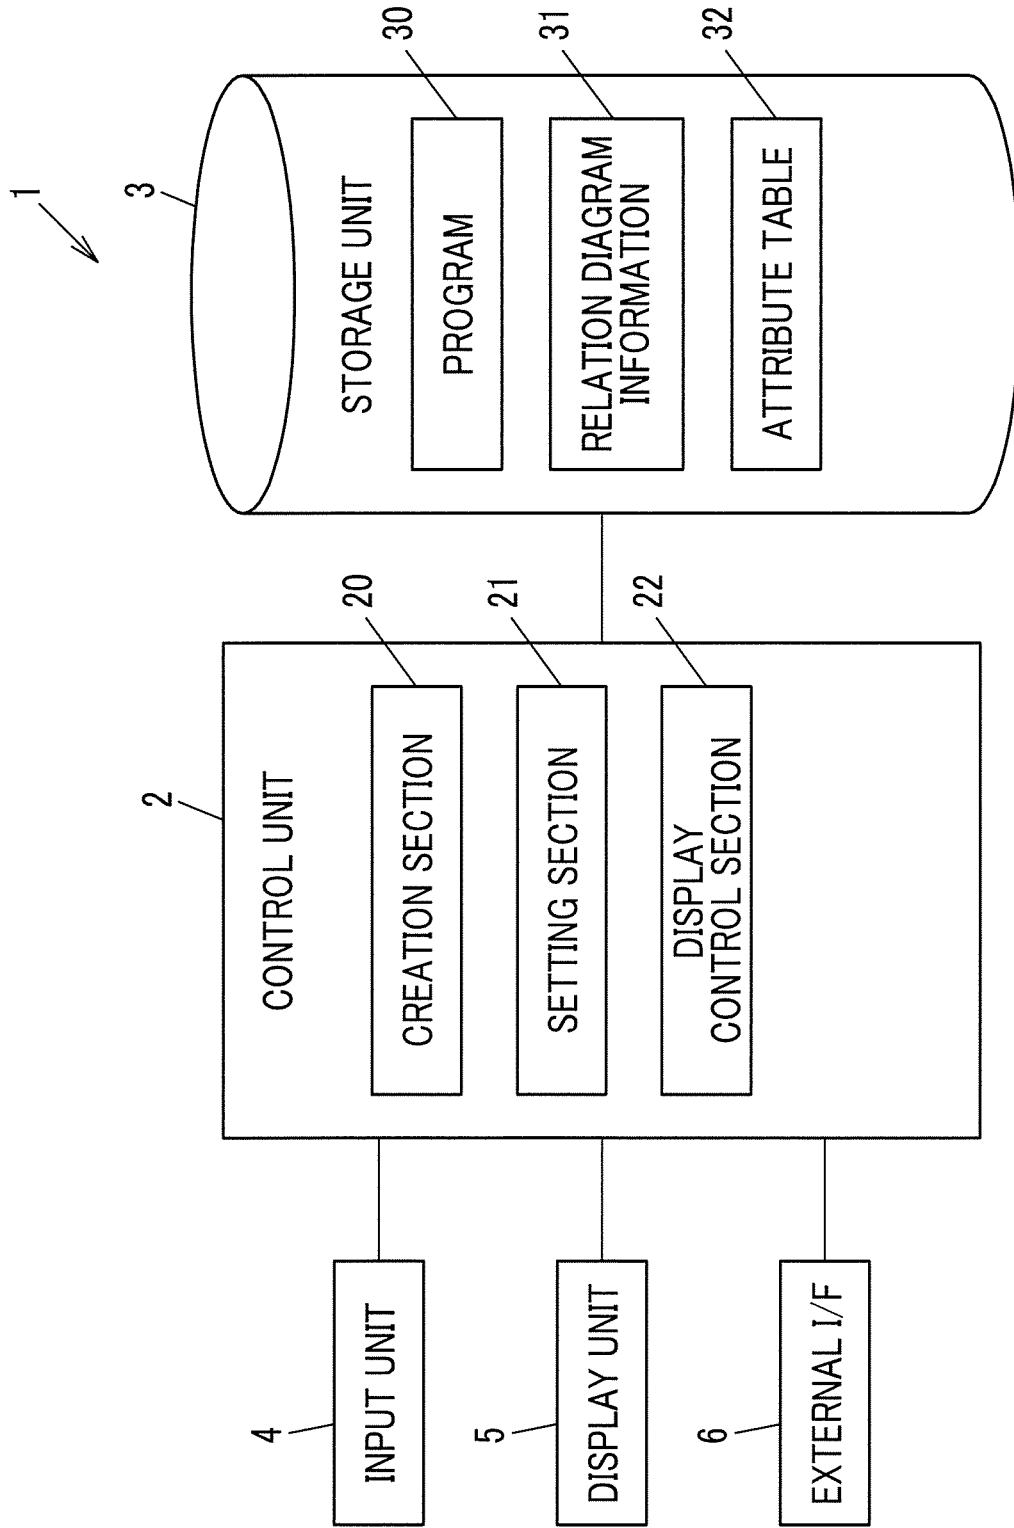 1
3
STORAGE UNIT
PROGRAM
30
RELATION DIAGRAM
INFORMATION
31
ATTRIBUTE TABLE
32
2
CONTROL UNIT
CREATION SECTION
20
SETTING SECTION
21
DISPLAY
CONTROL SECTION
22
4
INPUT UNIT
5
DISPLAY UNIT
6
EXTERNAL I/F